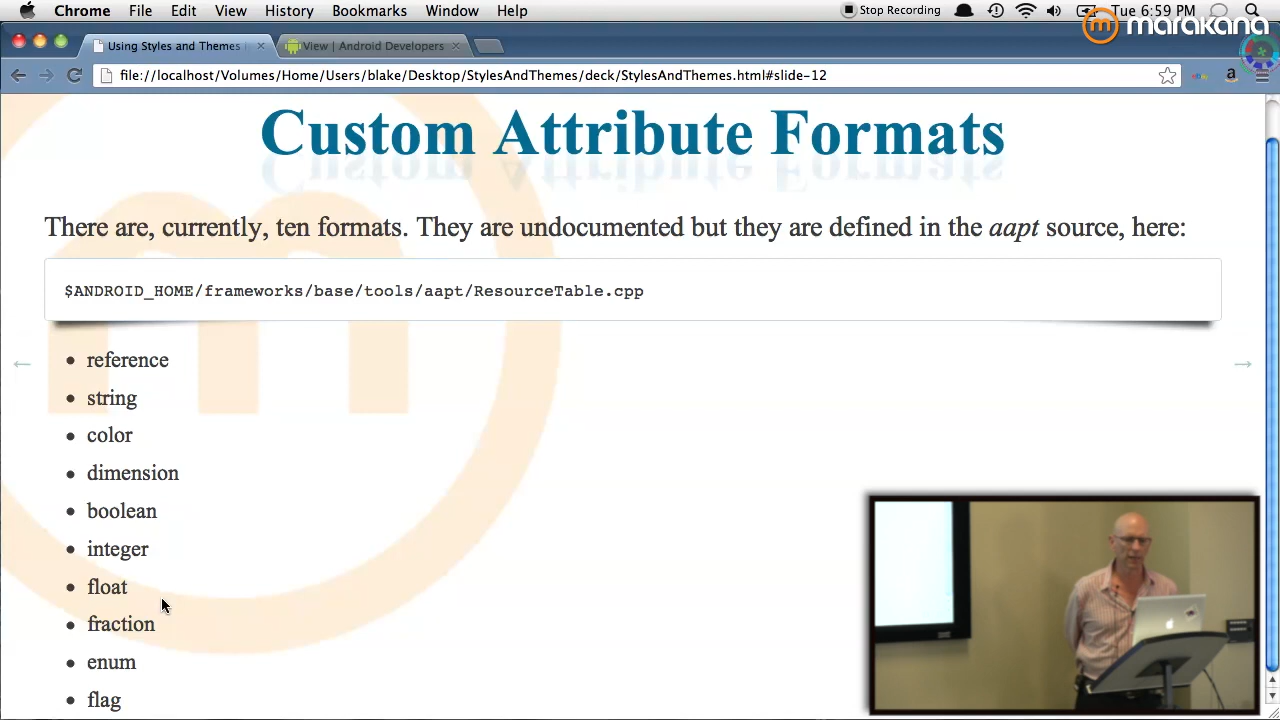 Chrome File Edit View History Bookmarks Window Help Stop Recording Tue 6:59 PM
marakana
Using Styles and Themes View | Android Developers
file://localhost/Volumes/Home/Users/blake/Desktop/StylesAndThemes/deck/StylesAndThemes.html#slide-12
Custom Attribute Formats
There are, currently, ten formats. They are undocumented but they are defined in the aapt source, here:
$ANDROID_HOME/frameworks/base/tools/aapt/ResourceTable.cpp
reference
string
color
dimension
boolean
integer
float
fraction
enum
flag